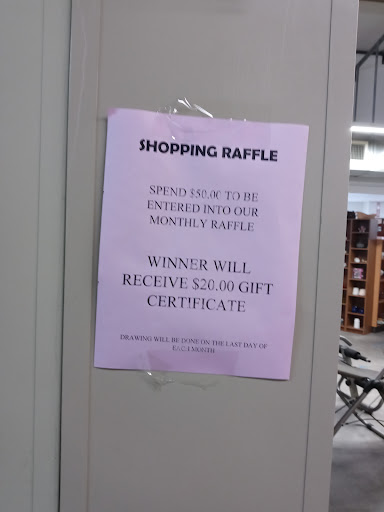 SHOPPING RAFFLE
SPEND $50.00 TO BE
ENTERED INTO OUR
MONTHLY RAFFLE
WINNER WILL
RECEIVE $20.00 GIFT
CERTIFICATE
DRAWING WILL BE DONE ON THE LAST DAY OF
EACH MONTH